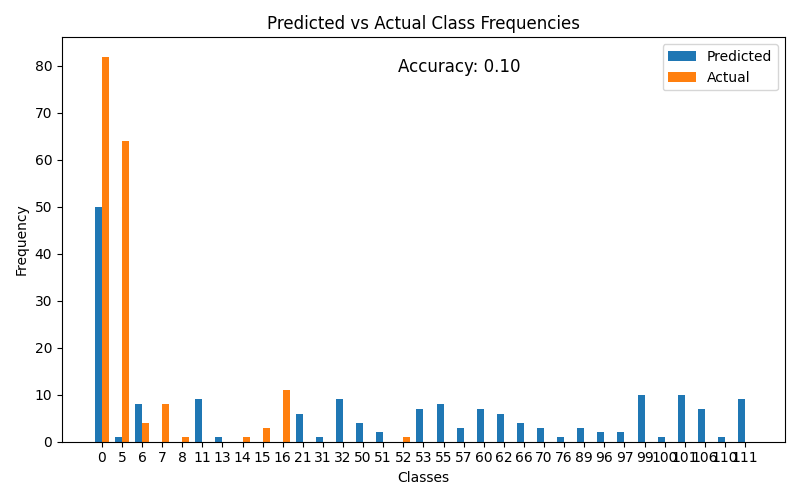 Predicted vs Actual Class Frequencies
Accuracy: 0.10
Predicted
Actual
Frequency
80
70
60
50
40
30
20
10
0
0 5 6 7 8 11 13 14 15 16 21 31 32 50 51 52 53 55 57 60 62 66 70 76 89 96 97 99 100 101 106 110 111
Classes